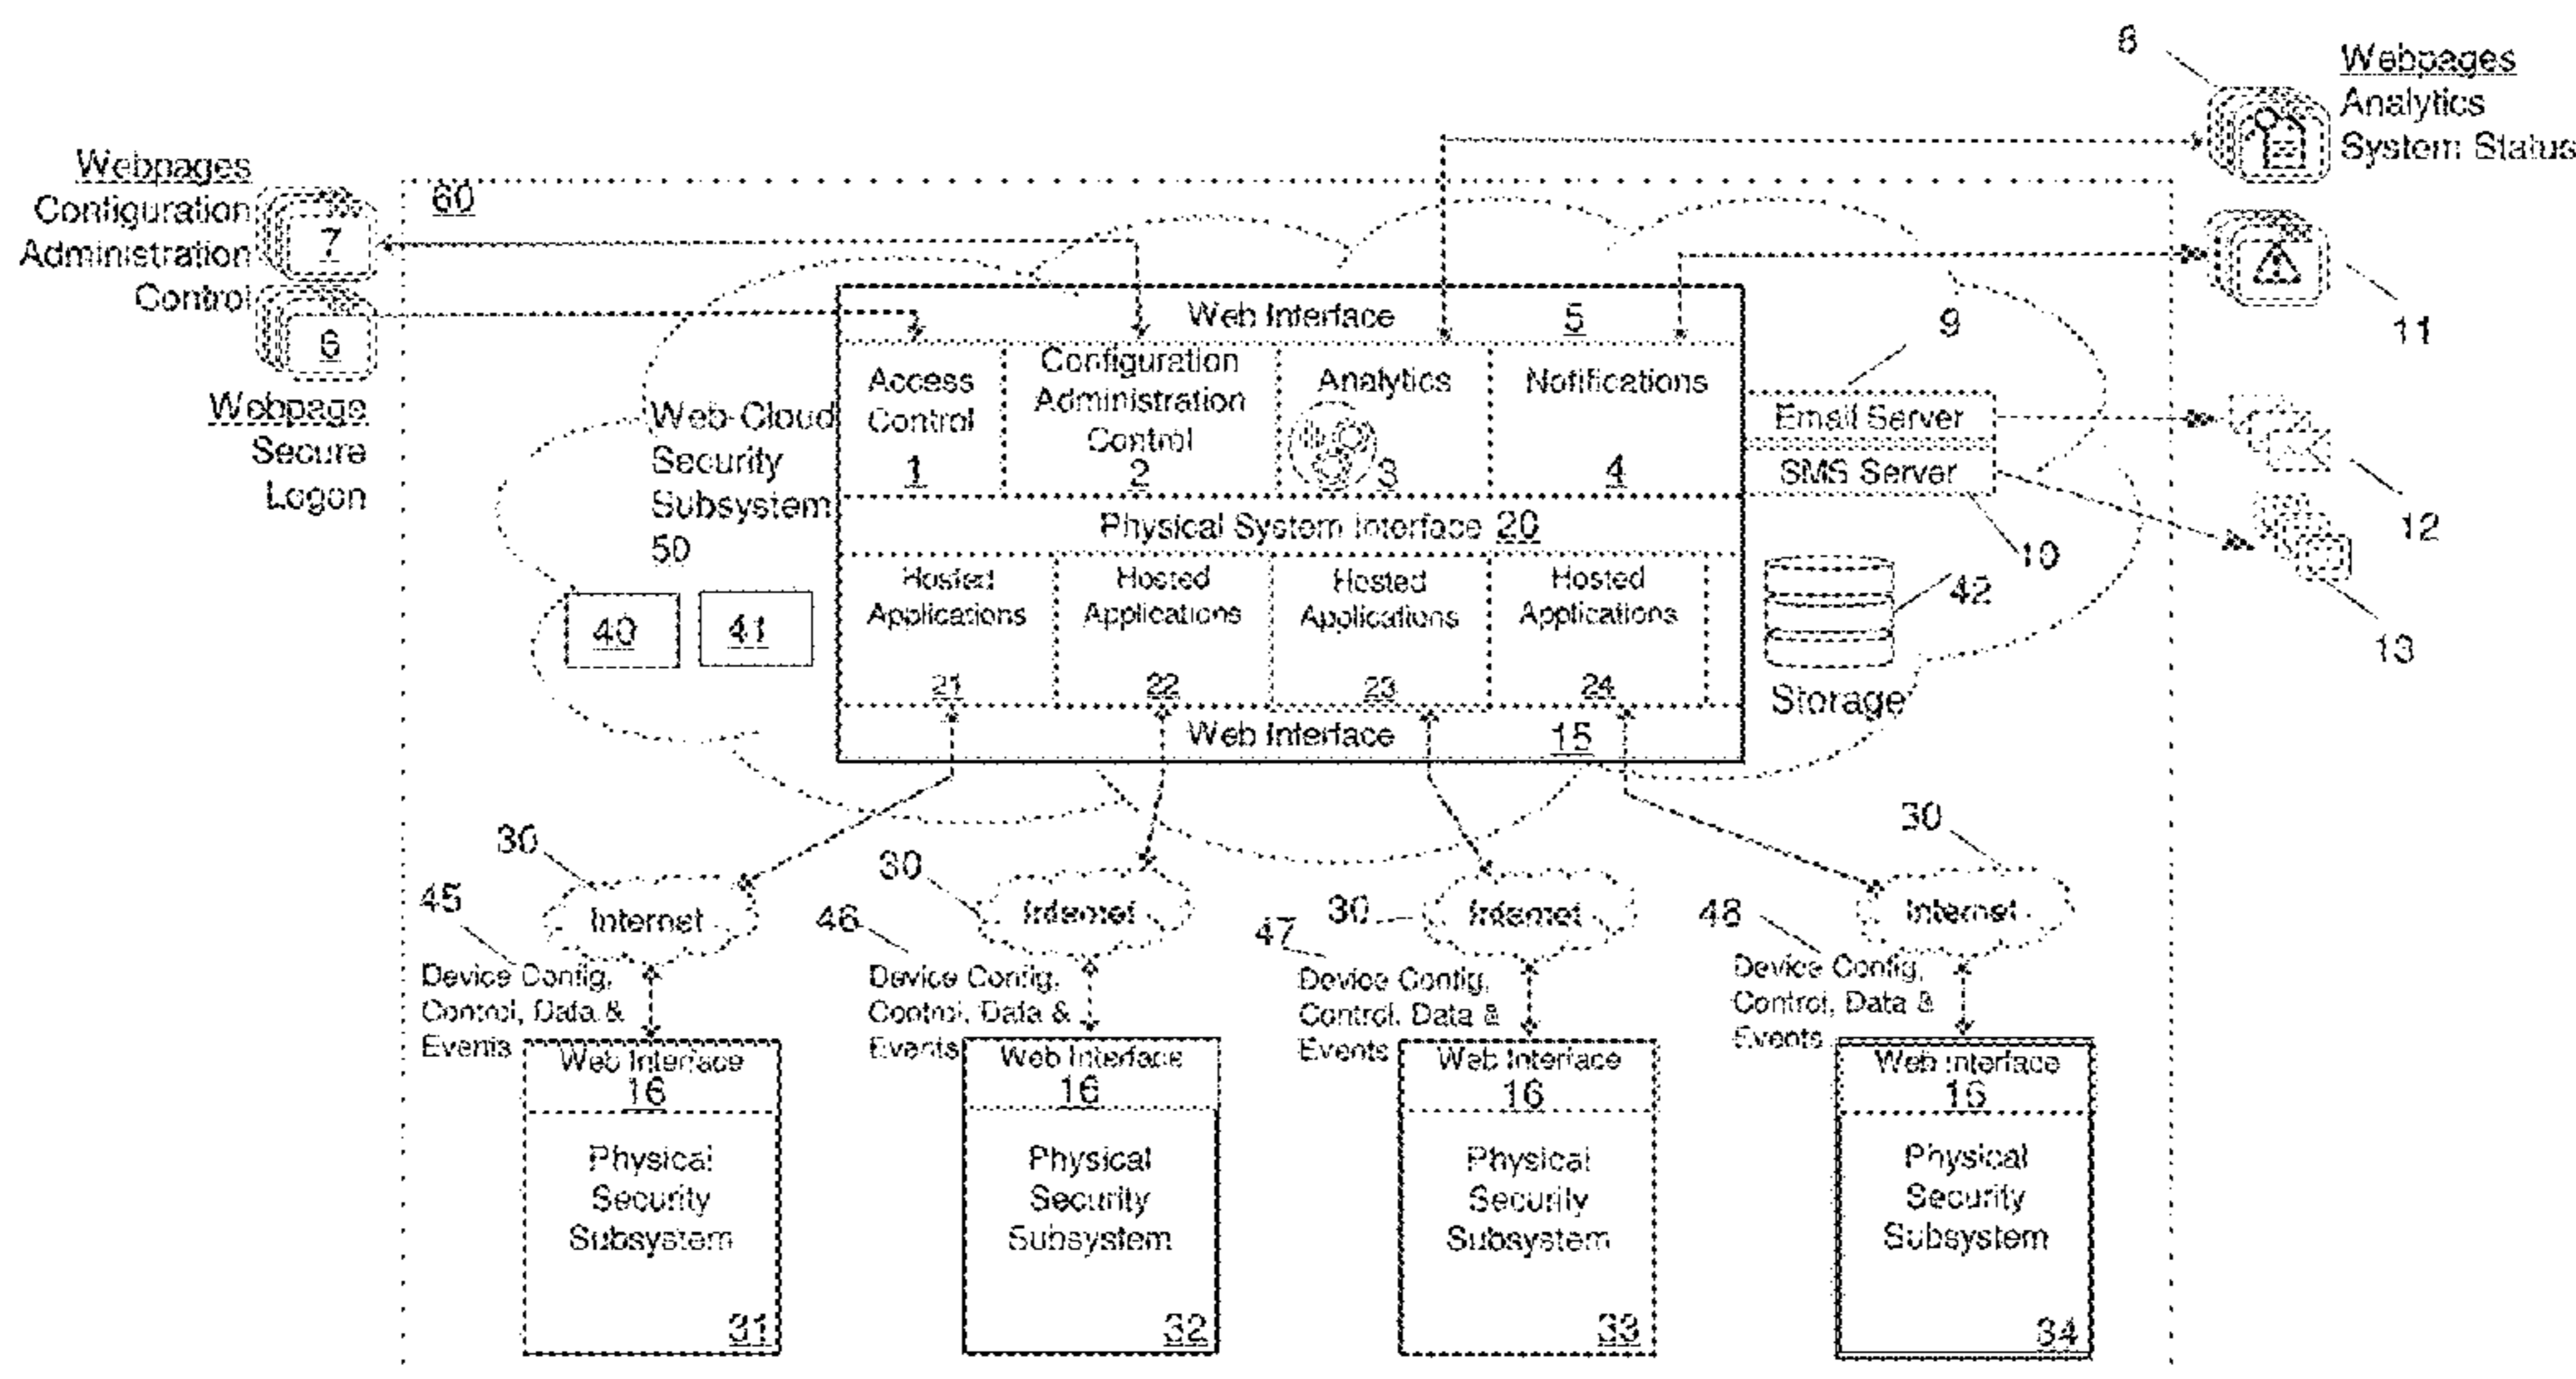 8
Webpages
Analytics
System Status
Webpages
Configuration
Administration
Control
7
6
Webpage
Secure
Logon
60
11
9
Web Interface 5
Access
Control
1
Configuration
Administration
Control
2
Analytics
3
Notifications
4
Email Server
SMS Server
10
12
13
Web-Cloud
Security
Subsystem
50
Physical System Interface 20
40
41
Hosted
Applications
21
Hosted
Applications
22
Hosted
Applications
23
Hosted
Applications
24
42
Storage
Web Interface 15
30
Internet
45
Device Config,
Control, Data &
Events
30
Internet
46
Device Config,
Control, Data &
Events
30
Internet
47
Device Config,
Control, Data &
Events
30
Internet
48
Device Config,
Control, Data &
Events
Web Interface
16
Physical
Security
Subsystem
31
Web Interface
16
Physical
Security
Subsystem
32
Web Interface
16
Physical
Security
Subsystem
33
Web Interface
16
Physical
Security
Subsystem
34